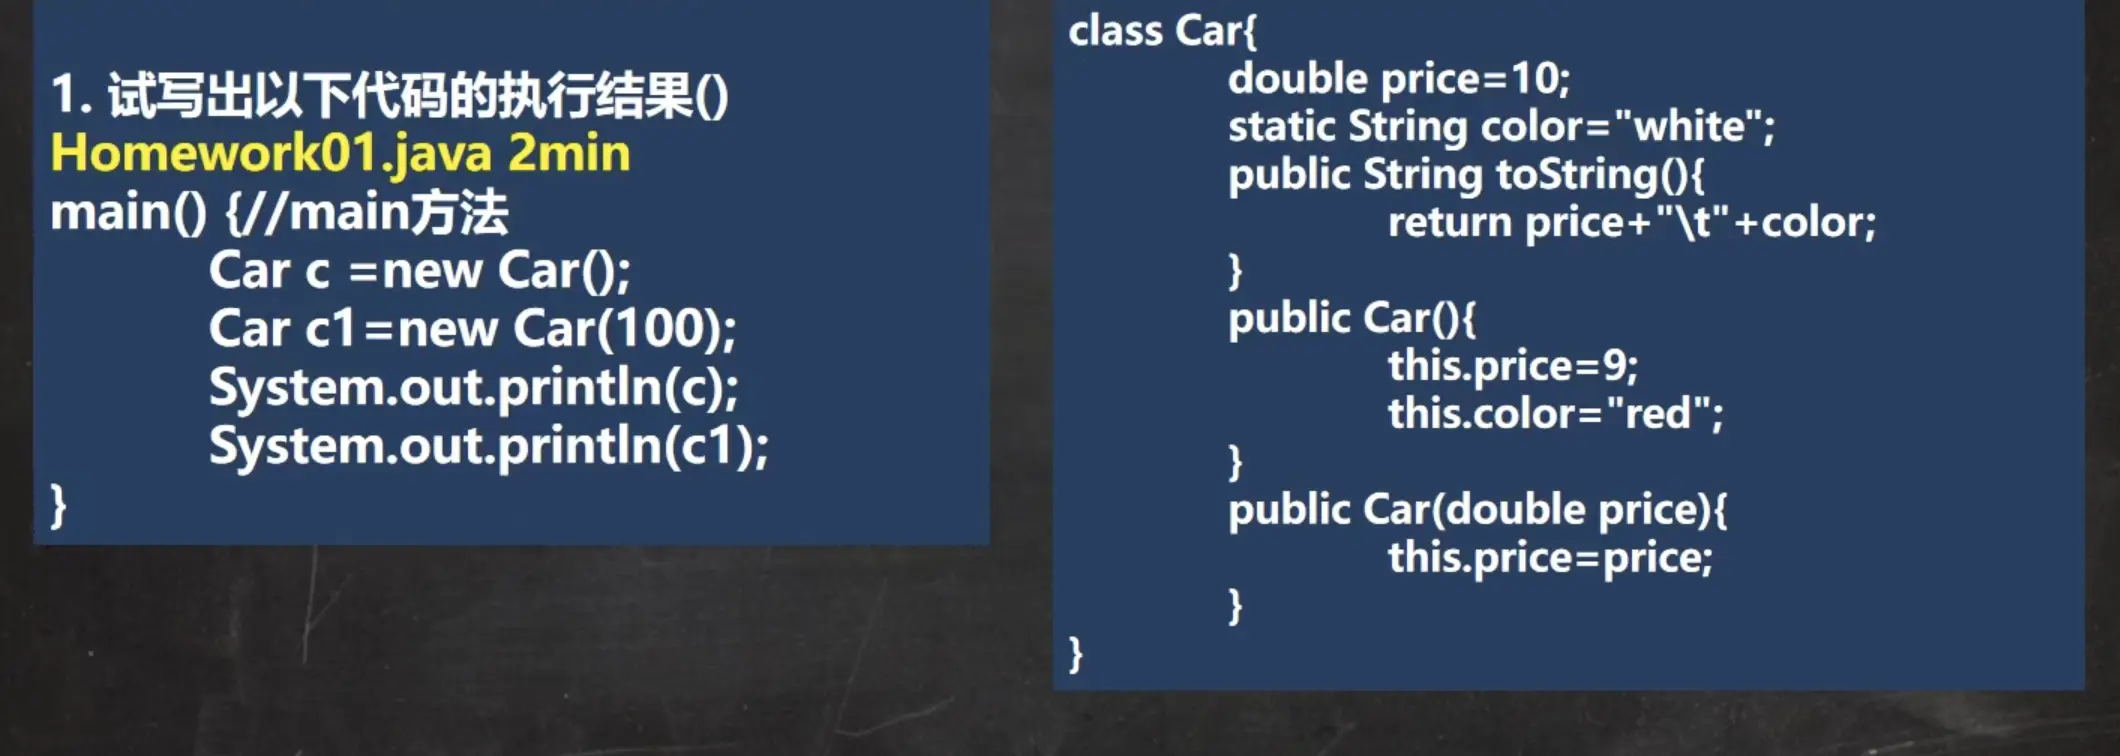 1. 试写出以下代码的执行结果()
Homework01.java 2min
main() {//main方法
Car c =new Car();
Car c1=new Car(100);
System.out.println(c);
System.out.println(c1);
}
class Car{
double price=10;
static String color="white";
public String toString(){
return price+"\t"+color;
}
public Car(){
this.price=9;
this.color="red";
}
public Car(double price){
this.price=price;
}
}